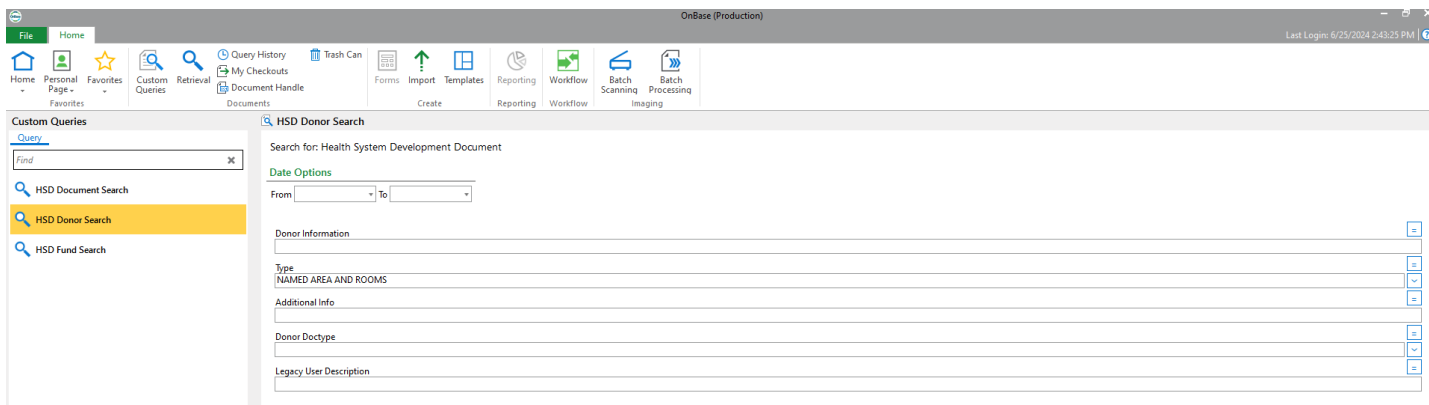 OnBase (Production)
File Home Last Login: 6/25/2024 2:43:25 PM
Home Personal Page Favorites Custom Queries Retrieval Query History My Checkouts Document Handle Trash Can Forms Import Templates Reporting Workflow Batch Scanning Batch Processing
Favorites Documents Create Reporting Workflow Imaging
Custom Queries
Query
Find
HSD Document Search
HSD Donor Search
HSD Fund Search
HSD Donor Search
Search for: Health System Development Document
Date Options
From To
Donor Information
=
Type
=
NAMED AREA AND ROOMS
Additional Info
=
Donor Doctype
=
Legacy User Description
=